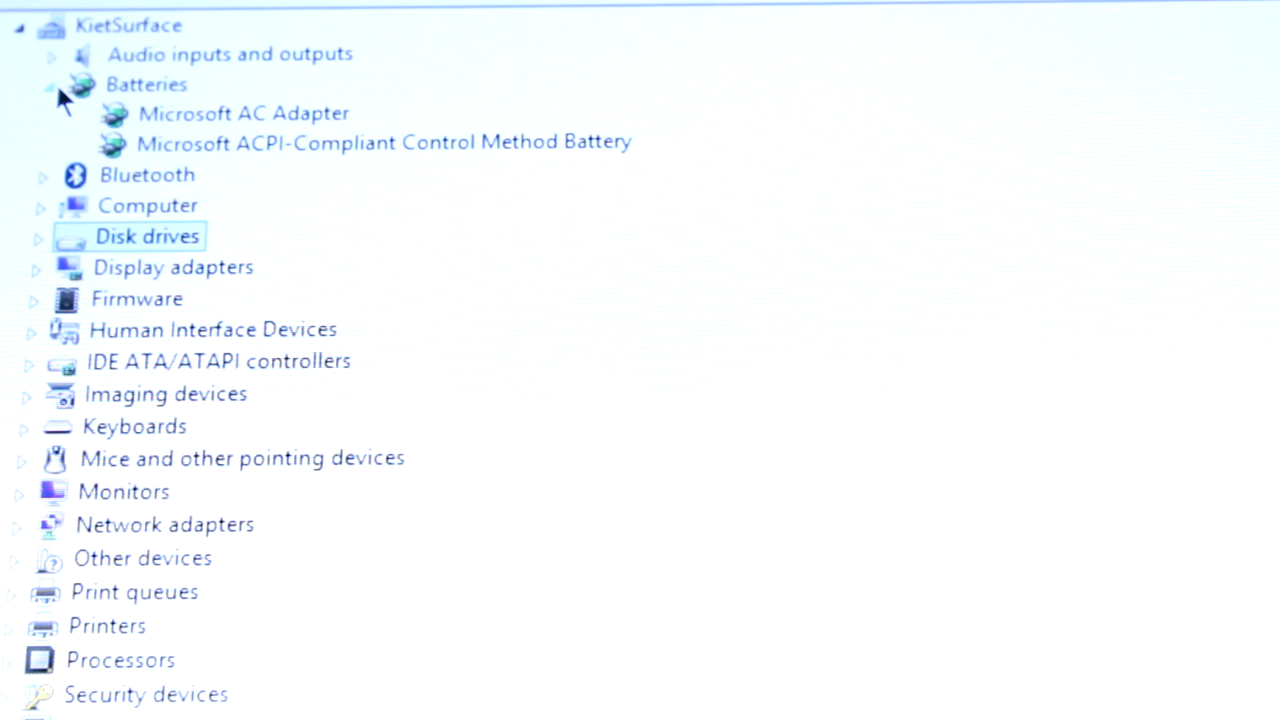 KietSurface
Audio inputs and outputs
Batteries
Microsoft AC Adapter
Microsoft ACPI-Compliant Control Method Battery
Bluetooth
Computer
Disk drives
Display adapters
Firmware
Human Interface Devices
IDE ATA/ATAPI controllers
Imaging devices
Keyboards
Mice and other pointing devices
Monitors
Network adapters
Other devices
Print queues
Printers
Processors
Security devices